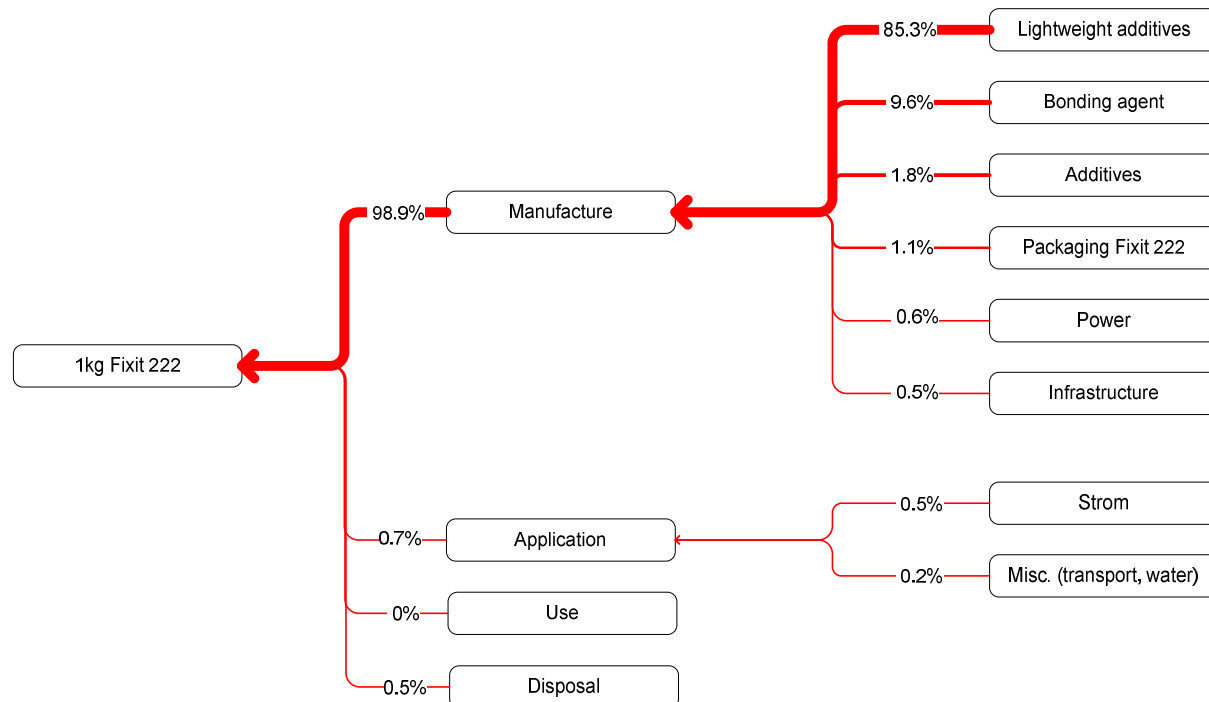 85.3%
Lightweight additives
9.6%
Bonding agent
1.8%
Additives
98.9%
Manufacture
1.1%
Packaging Fixit 222
0.6%
Power
1kg Fixit 222
0.5%
Infrastructure
0.5%
Strom
0.7%
Application
0.2%
Misc. (transport, water)
0%
Use
0.5%
Disposal